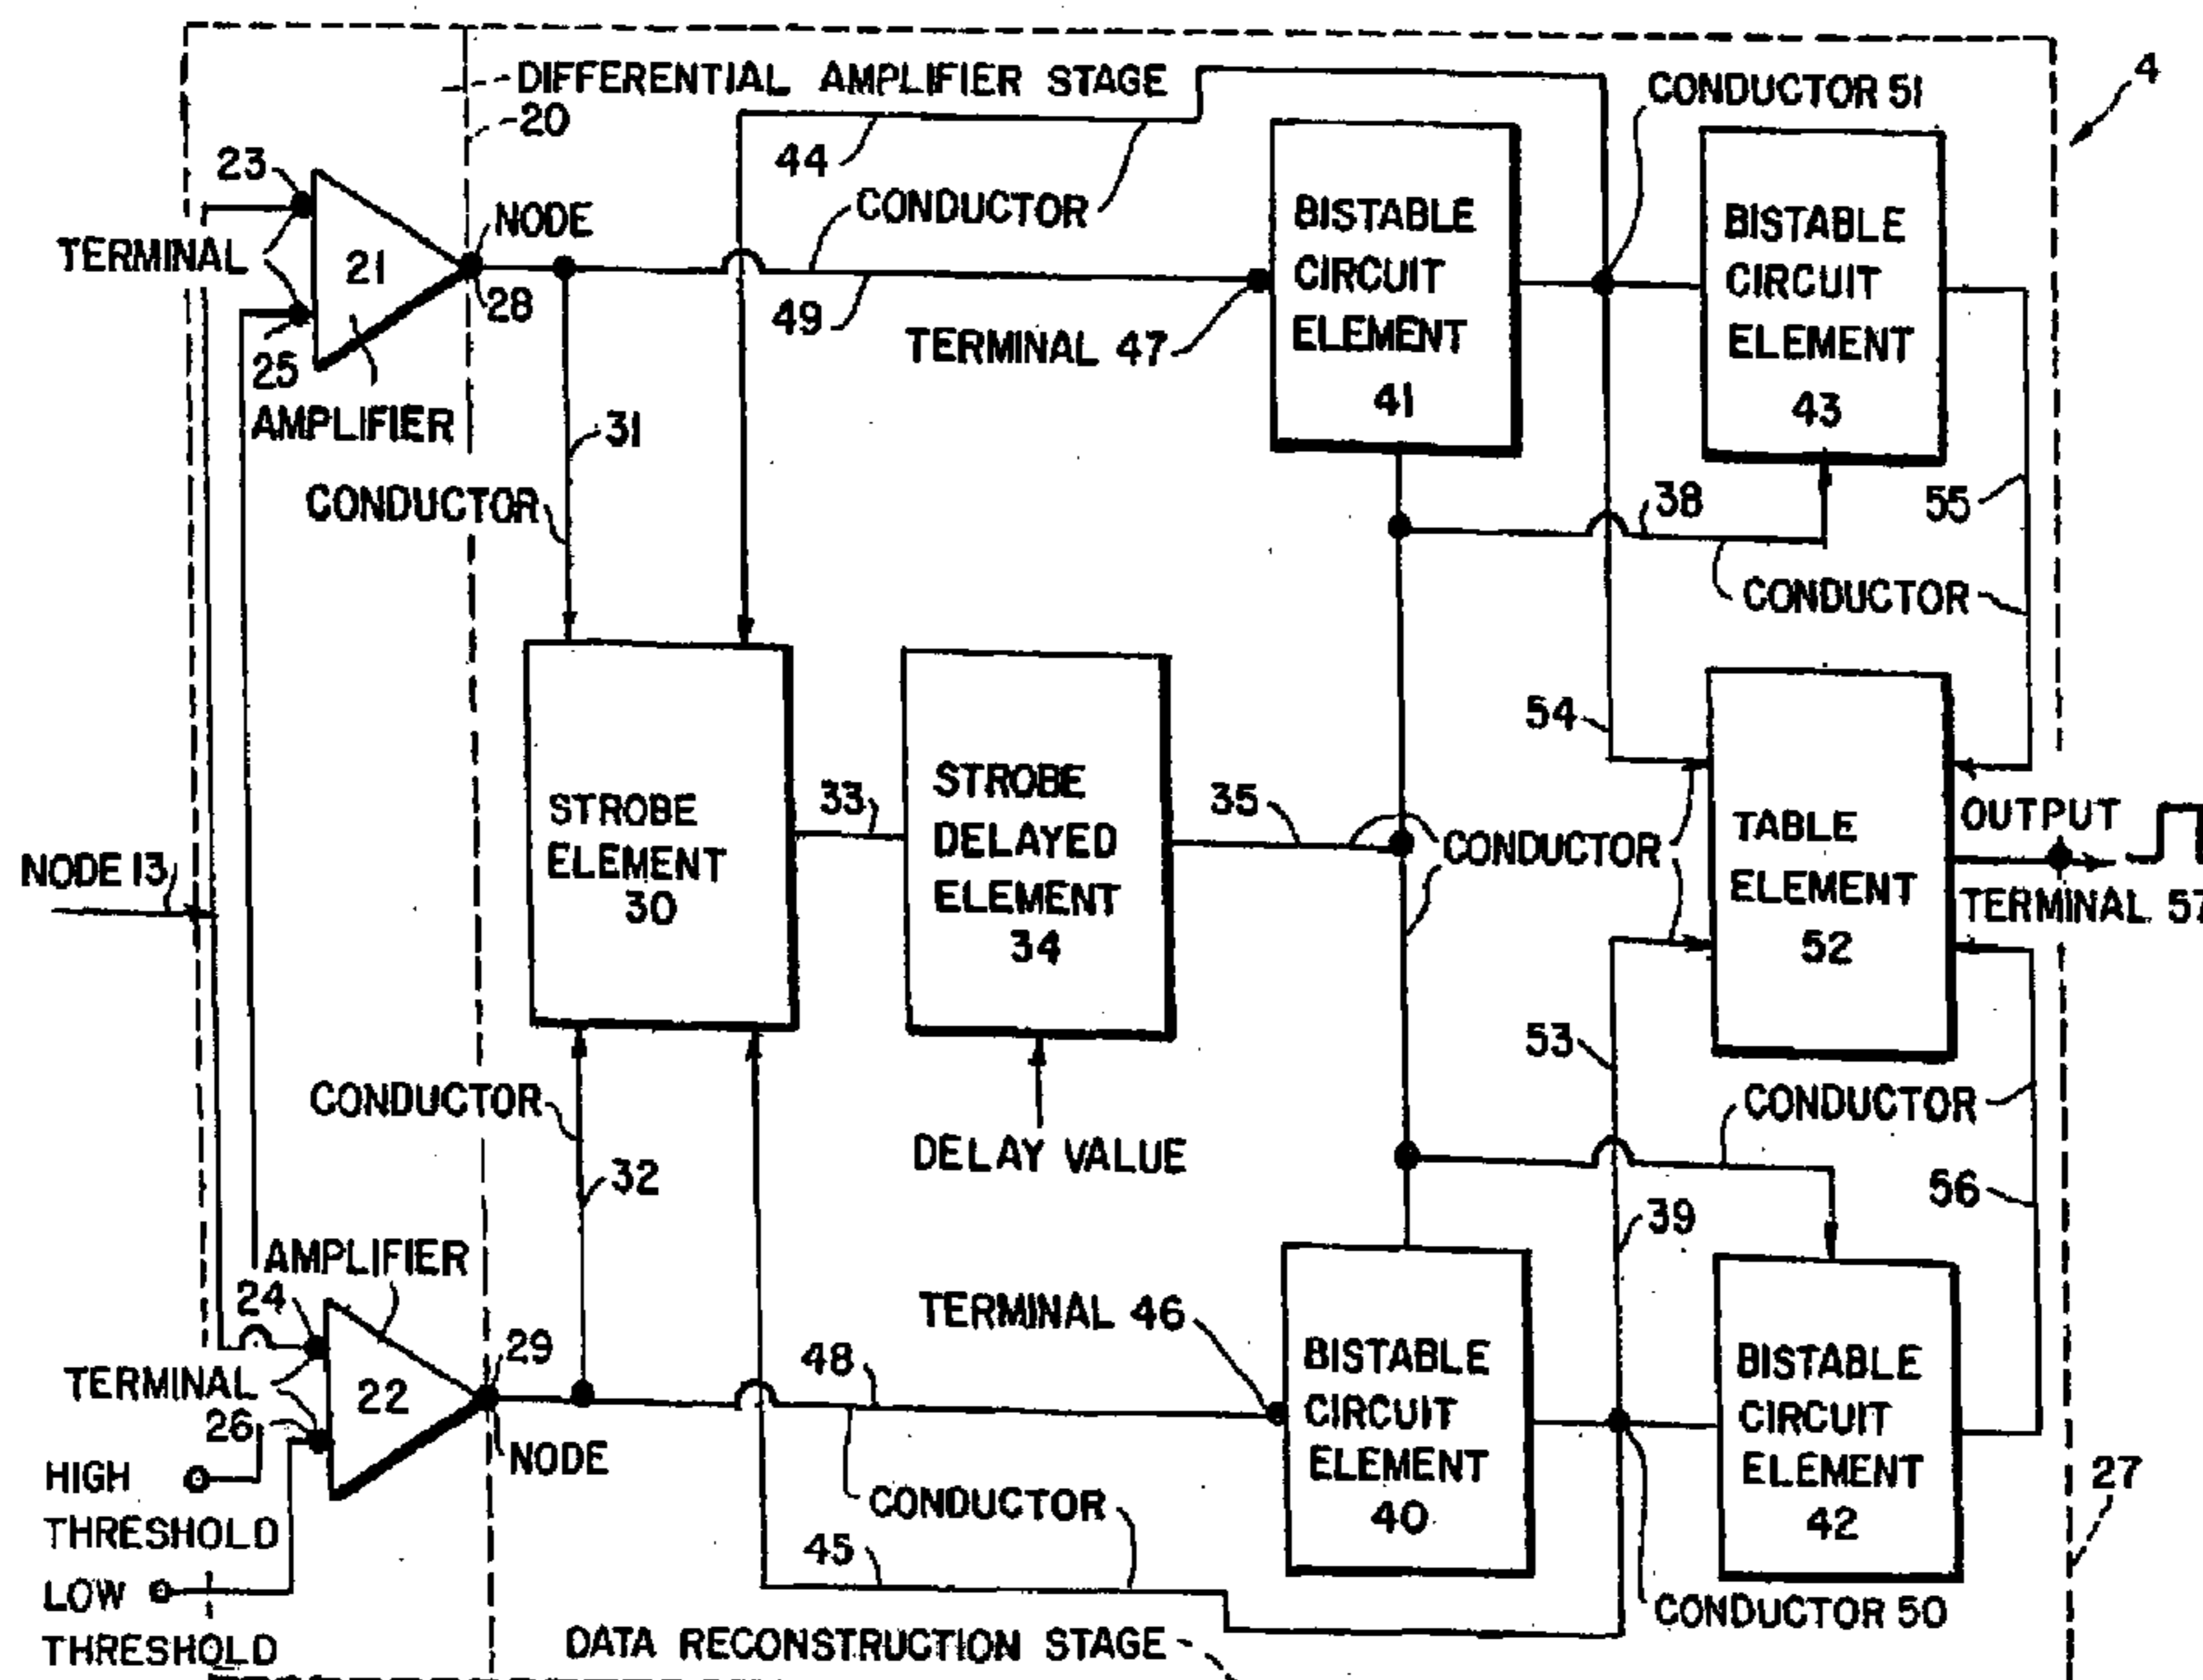 DIFFERENTIAL AMPLIFIER STAGE
20
4
CONDUCTOR 51
23
44
NODE
CONDUCTOR
TERMINAL
21
28
49
25
TERMINAL 47
BISTABLE
CIRCUIT
ELEMENT
41
BISTABLE
CIRCUIT
ELEMENT
43
AMPLIFIER
31
CONDUCTOR
38
55
CONDUCTOR
54
STROBE
ELEMENT
30
33
STROBE
DELAYED
ELEMENT
34
35
CONDUCTOR
TABLE
ELEMENT
52
OUTPUT
TERMINAL 57
NODE 13
53
CONDUCTOR
CONDUCTOR
DELAY VALUE
32
39
56
AMPLIFIER
24
TERMINAL 46
29
48
TERMINAL
22
26
NODE
BISTABLE
CIRCUIT
ELEMENT
40
BISTABLE
CIRCUIT
ELEMENT
42
HIGH
THRESHOLD
CONDUCTOR
27
45
LOW
THRESHOLD
CONDUCTOR 50
DATA RECONSTRUCTION STAGE